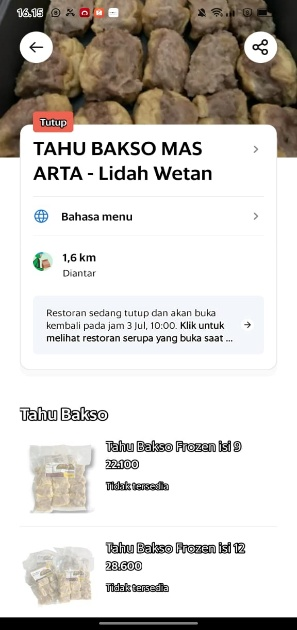 16.15
Tutup
TAHU BAKSO MAS
ARTA - Lidah Wetan
Bahasa menu
1,6 km
Diantar
Restoran sedang tutup dan akan buka
kembali pada jam 3 Jul, 10:00. Klik untuk
melihat restoran serupa yang buka saat ...
Tahu Bakso
Tahu Bakso Frozen isi 9
22.100
Tidak tersedia
Tahu Bakso Frozen isi 12
28.600
Tidak tersedia